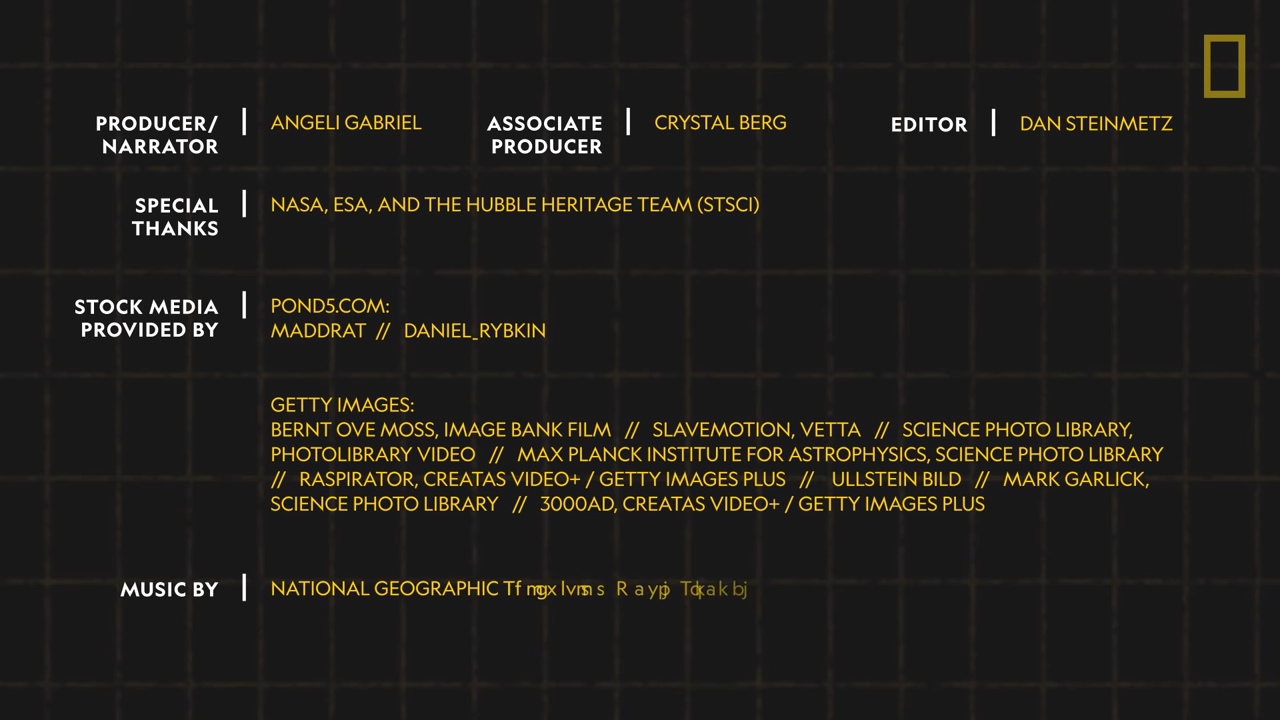 PRODUCER/ NARRATOR | ANGELI GABRIEL
ASSOCIATE PRODUCER | CRYSTAL BERG
EDITOR | DAN STEINMETZ
SPECIAL THANKS | NASA, ESA, AND THE HUBBLE HERITAGE TEAM (STSCI)
STOCK MEDIA PROVIDED BY | POND5.COM:
MADDRAT // DANIEL_RYBKIN
GETTY IMAGES:
BERNT OVE MOSS, IMAGE BANK FILM // SLAVEMOTION, VETTA // SCIENCE PHOTO LIBRARY,
PHOTOLIBRARY VIDEO // MAX PLANCK INSTITUTE FOR ASTROPHYSICS, SCIENCE PHOTO LIBRARY
// RASPIRATOR, CREATAS VIDEO+ / GETTY IMAGES PLUS // ULLSTEIN BILD // MARK GARLICK,
SCIENCE PHOTO LIBRARY // 3000AD, CREATAS VIDEO+ / GETTY IMAGES PLUS
MUSIC BY | NATIONAL GEOGRAPHIC